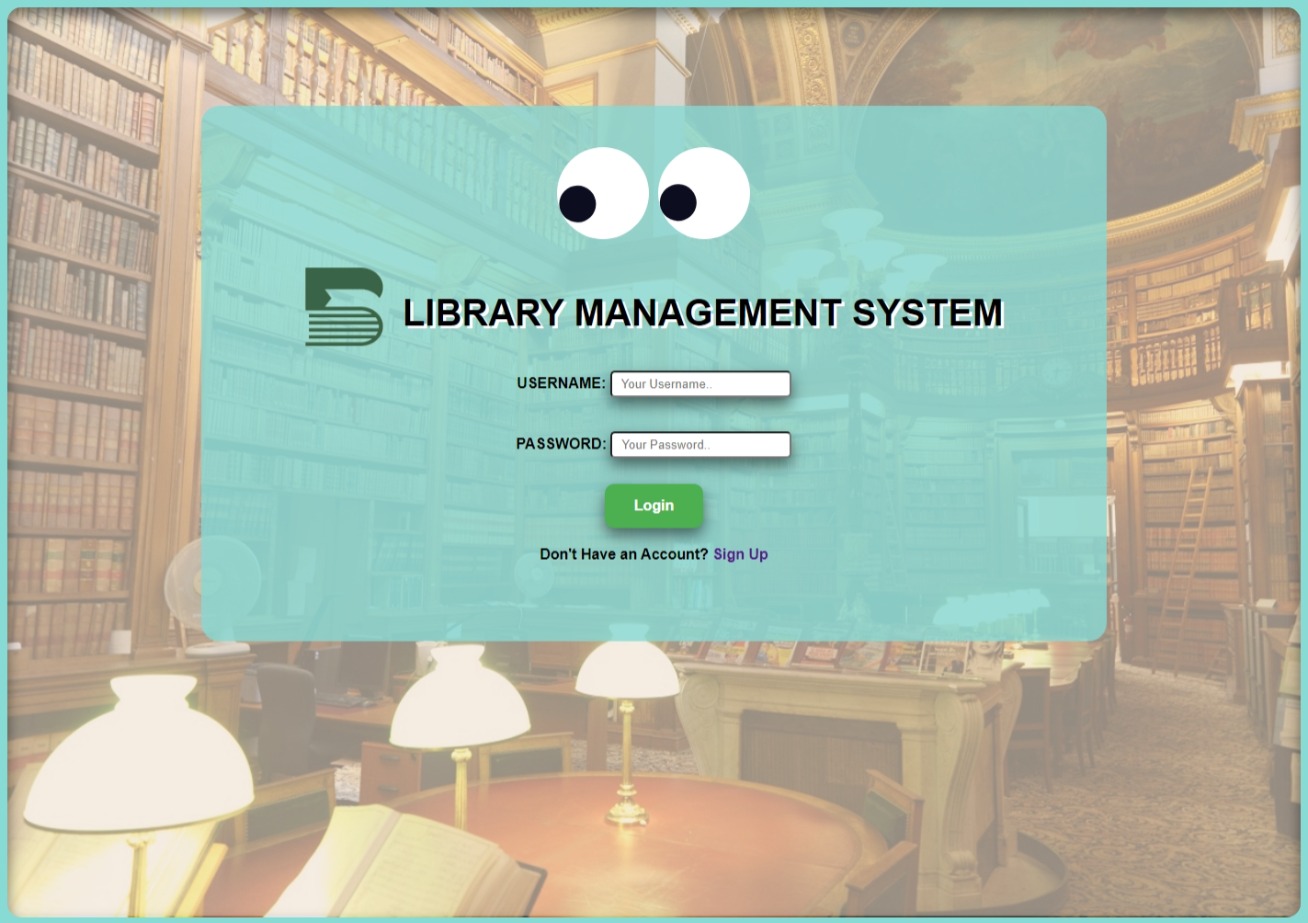 LIBRARY MANAGEMENT SYSTEM
USERNAME: Your Username..
PASSWORD: Your Password..
Login
Don't Have an Account? Sign Up